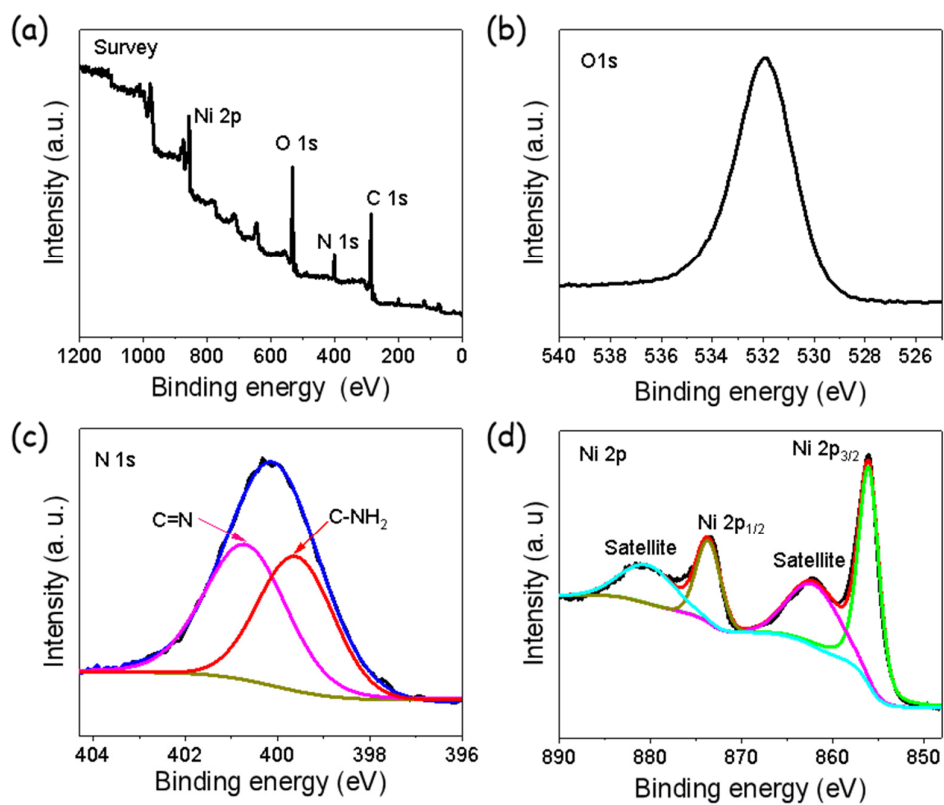 (a)
Survey
Ni 2p
O 1s
N 1s
C 1s
Intensity (a.u.)
1200 1000 800 600 400 200 0
Binding energy (eV)
(b)
O1s
Intensity (a.u.)
540 538 536 534 532 530 528 526
Binding energy (eV)
(c)
N 1s
C=N
C-NH₂
Intensity (a. u.)
404 402 400 398 396
Binding energy (eV)
(d)
Ni 2p
Ni 2p₃/₂
Ni 2p₁/₂
Satellite
Satellite
Intensity (a. u)
890 880 870 860 850
Binding energy (eV)